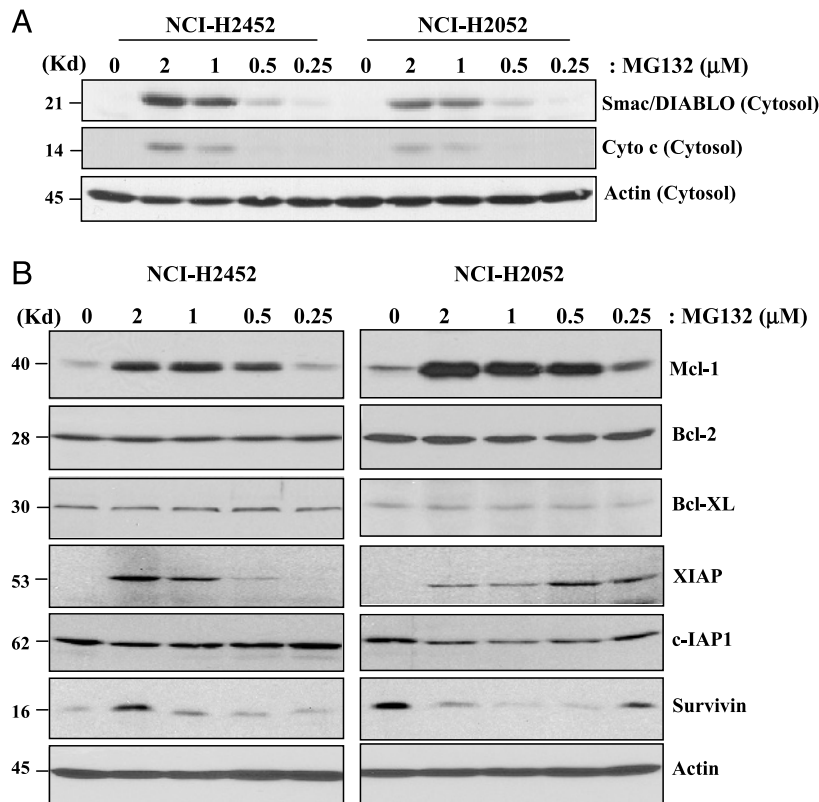 A
NCI-H2452 NCI-H2052
(Kd) 0 2 1 0.5 0.25 0 2 1 0.5 0.25 : MG132 (μM)
21 Smac/DIABLO (Cytosol)
14 Cyto c (Cytosol)
45 Actin (Cytosol)
B
NCI-H2452 NCI-H2052
(Kd) 0 2 1 0.5 0.25 0 2 1 0.5 0.25 : MG132 (μM)
40 Mcl-1
28 Bcl-2
30 Bcl-XL
53 XIAP
62 c-IAP1
16 Survivin
45 Actin